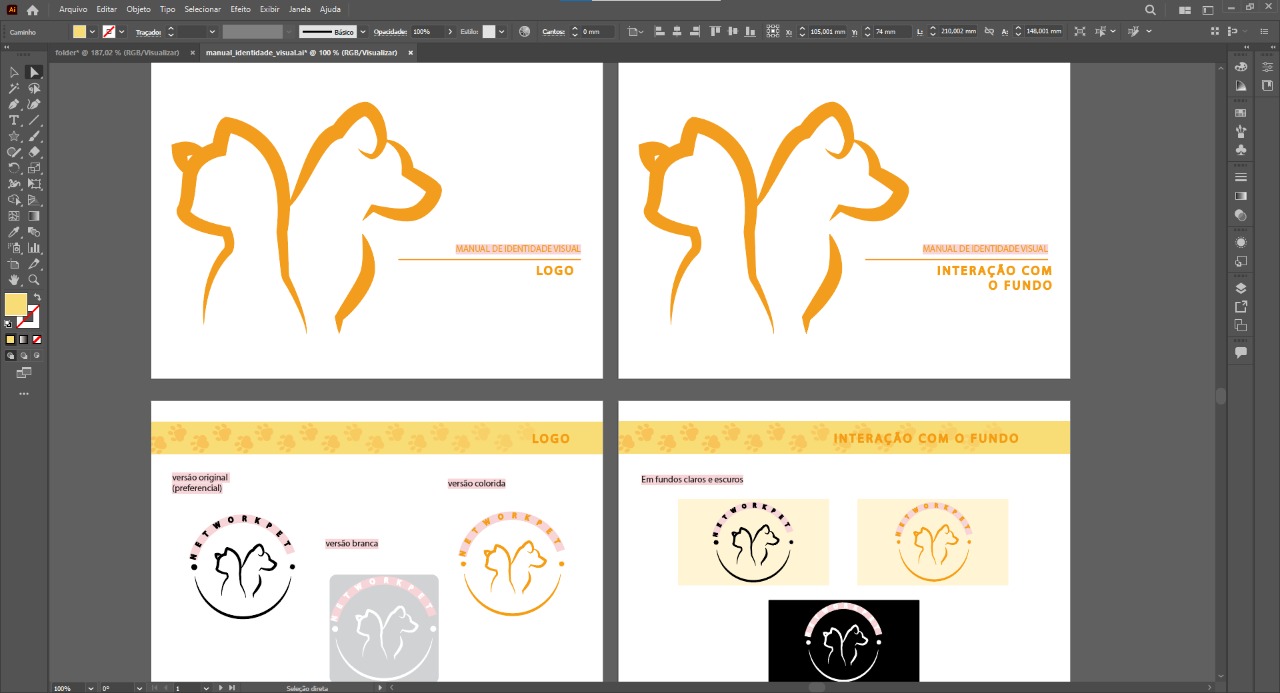 Ai
Arquivo Editar Objeto Tipo Selecionar Efeito Exibir Janela Ajuda
Caminho
Traçado:
Básico
Opacidade: 100%
Estilo:
Cantos: 0 mm
X: 105,001 mm
Y: 74 mm
L: 210,002 mm
A: 148,001 mm
folder* @ 187,02 % (RGB/Visualizar) ×
manual_identidade_visual.ai* @ 100 % (RGB/Visualizar) ×
MANUAL DE IDENTIDADE VISUAL
LOGO
MANUAL DE IDENTIDADE VISUAL
INTERAÇÃO COM
O FUNDO
LOGO
versão original
(preferencial)
versão colorida
versão branca
NETWORKPET
NETWORKPET
NETWORKPET
INTERAÇÃO COM O FUNDO
Em fundos claros e escuros
NETWORKPET
NETWORKPET
100%
0°
1
Seleção direta